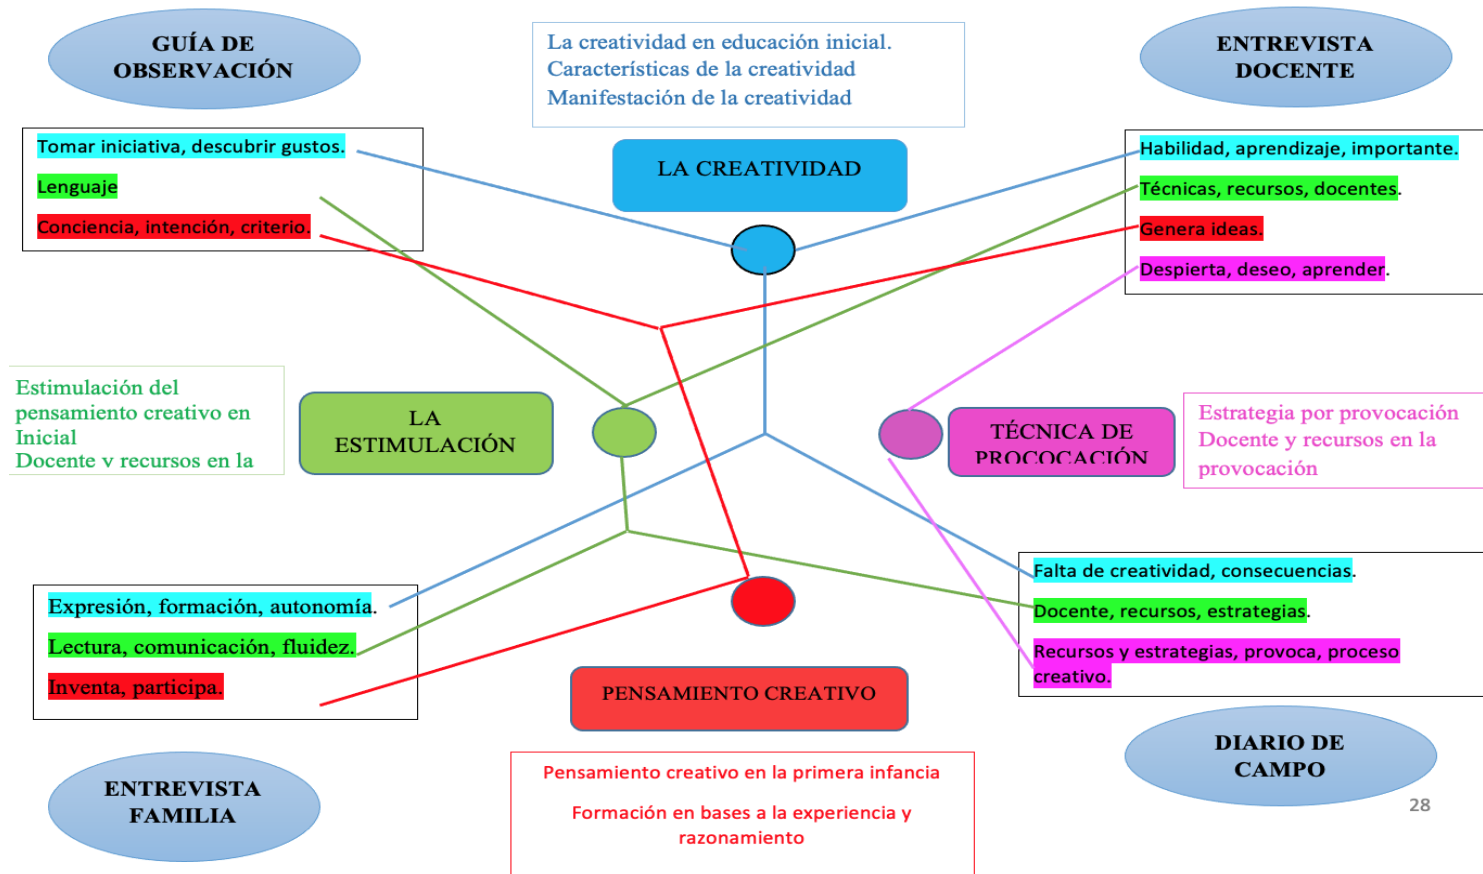 GUÍA DE
OBSERVACIÓN
La creatividad en educación inicial.
Características de la creatividad
Manifestación de la creatividad
ENTREVISTA
DOCENTE
Tomar iniciativa, descubrir gustos.
Lenguaje
Conciencia, intención, criterio.
LA CREATIVIDAD
Habilidad, aprendizaje, importante.
Técnicas, recursos, docentes.
Genera ideas.
Despierta, deseo, aprender.
Estimulación del
pensamiento creativo en
Inicial
Docente y recursos en la
LA
ESTIMULACIÓN
TÉCNICA DE
PROCOCACIÓN
Estrategia por provocación
Docente y recursos en la
provocación
Expresión, formación, autonomía.
Lectura, comunicación, fluidez.
Inventa, participa.
Falta de creatividad, consecuencias.
Docente, recursos, estrategias.
Recursos y estrategias, provoca, proceso
creativo.
PENSAMIENTO CREATIVO
ENTREVISTA
FAMILIA
Pensamiento creativo en la primera infancia
Formación en bases a la experiencia y
razonamiento
DIARIO DE
CAMPO
28